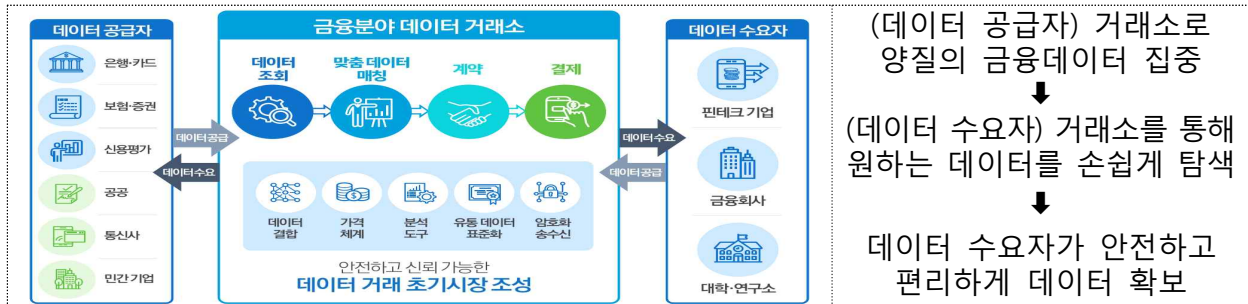 데이터 공급자
은행·카드
보험·증권
신용평가
공공
통신사
민간 기업
데이터공급
데이터수요
금융분야 데이터 거래소
데이터
조회
맞춤 데이터
매칭
계약
결제
데이터
결합
가격
체계
분석
도구
유통 데이터
표준화
암호화
송수신
안전하고 신뢰 가능한
데이터 거래 초기시장 조성
데이터수요
데이터공급
데이터 수요자
핀테크 기업
금융회사
대학·연구소
(데이터 공급자) 거래소로
양질의 금융데이터 집중
(데이터 수요자) 거래소를 통해
원하는 데이터를 손쉽게 탐색
데이터 수요자가 안전하고
편리하게 데이터 확보